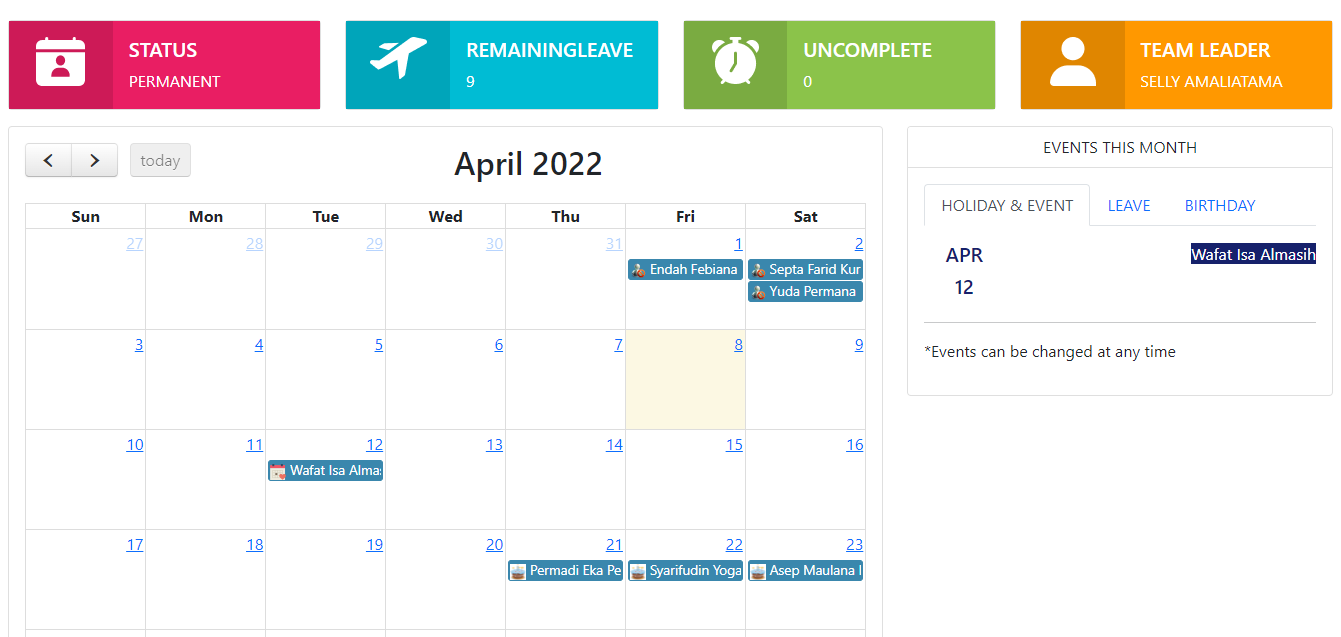 STATUS
PERMANENT
REMAININGLEAVE
9
UNCOMPLETE
0
TEAM LEADER
SELLY AMALIATAMA
today
April 2022
Sun Mon Tue Wed Thu Fri Sat
27 28 29 30 31 1 2
Endah Febiana
Septa Farid Kur
Yuda Permana
3 4 5 6 7 8 9
10 11 12 13 14 15 16
Wafat Isa Alma
17 18 19 20 21 22 23
Permadi Eka Pe
Syarifudin Yoga
Asep Maulana
EVENTS THIS MONTH
HOLIDAY & EVENT LEAVE BIRTHDAY
APR
12
Wafat Isa Almasih
*Events can be changed at any time